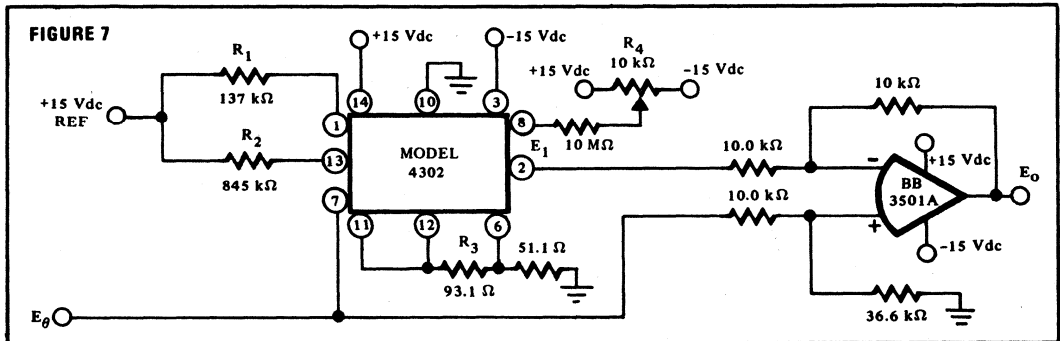 FIGURE 7
R1
137 kΩ
+15 Vdc
REF
R2
845 kΩ
+15 Vdc
-15 Vdc
14
10
3
1
13
7
8
2
11
12
6
MODEL
4302
R3
93.1 Ω
51.1 Ω
R4
10 kΩ
+15 Vdc
-15 Vdc
10 MΩ
E1
10.0 kΩ
10.0 kΩ
10 kΩ
-
+
+15 Vdc
BB
3501A
-15 Vdc
Eo
36.6 kΩ
Eθ